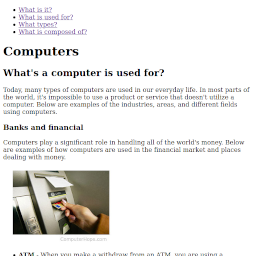 What is it?
What is used for?
What types?
What is composed of?
Computers
What's a computer is used for?
Today, many types of computers are used in our everyday life. In most parts of
the world, it's impossible to use a product or service that doesn't utilize a
computer. Below are examples of the industries, areas, and different fields
using computers.
Banks and financial
Computers play a significant role in handling all of the world's money. Below
are examples of how computers are used in the financial market and places
dealing with money.
ComputerHope.com
ATM - When you make a withdraw from an ATM, you are using a